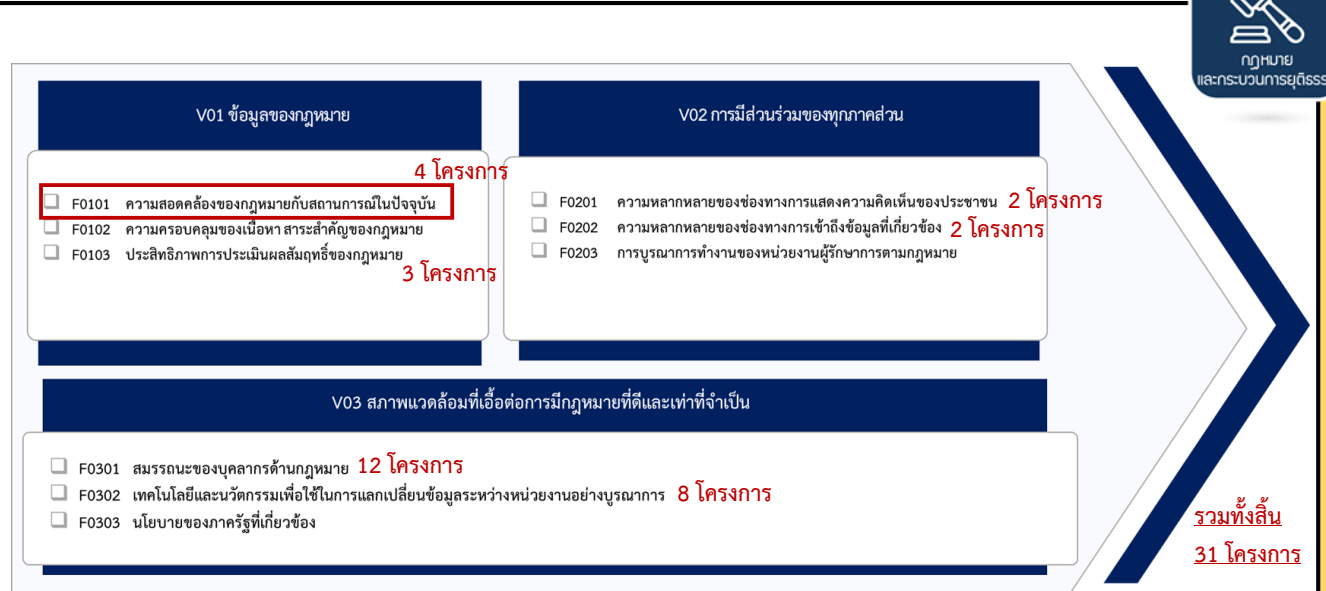 กฎหมาย
และกระบวนการยุติธรร
V01 ข้อมูลของกฎหมาย
4 โครงการ
F0101 ความสอดคล้องของกฎหมายกับสถานการณ์ในปัจจุบัน
F0102 ความครอบคลุมของเนื้อหา สาระสำคัญของกฎหมาย
F0103 ประสิทธิภาพการประเมินผลสัมฤทธิ์ของกฎหมาย
3 โครงการ
V02 การมีส่วนร่วมของทุกภาคส่วน
F0201 ความหลากหลายของช่องทางการแสดงความคิดเห็นของประชาชน 2 โครงการ
F0202 ความหลากหลายของช่องทางการเข้าถึงข้อมูลที่เกี่ยวข้อง 2 โครงการ
F0203 การบูรณาการทำงานของหน่วยงานผู้รักษาการตามกฎหมาย
V03 สภาพแวดล้อมที่เอื้อต่อการมีกฎหมายที่ดีและเท่าที่จำเป็น
F0301 สมรรถนะของบุคลากรด้านกฎหมาย 12 โครงการ
F0302 เทคโนโลยีและนวัตกรรมเพื่อใช้ในการแลกเปลี่ยนข้อมูลระหว่างหน่วยงานอย่างบูรณาการ 8 โครงการ
F0303 นโยบายของภาครัฐที่เกี่ยวข้อง
รวมทั้งสิ้น
31 โครงการ